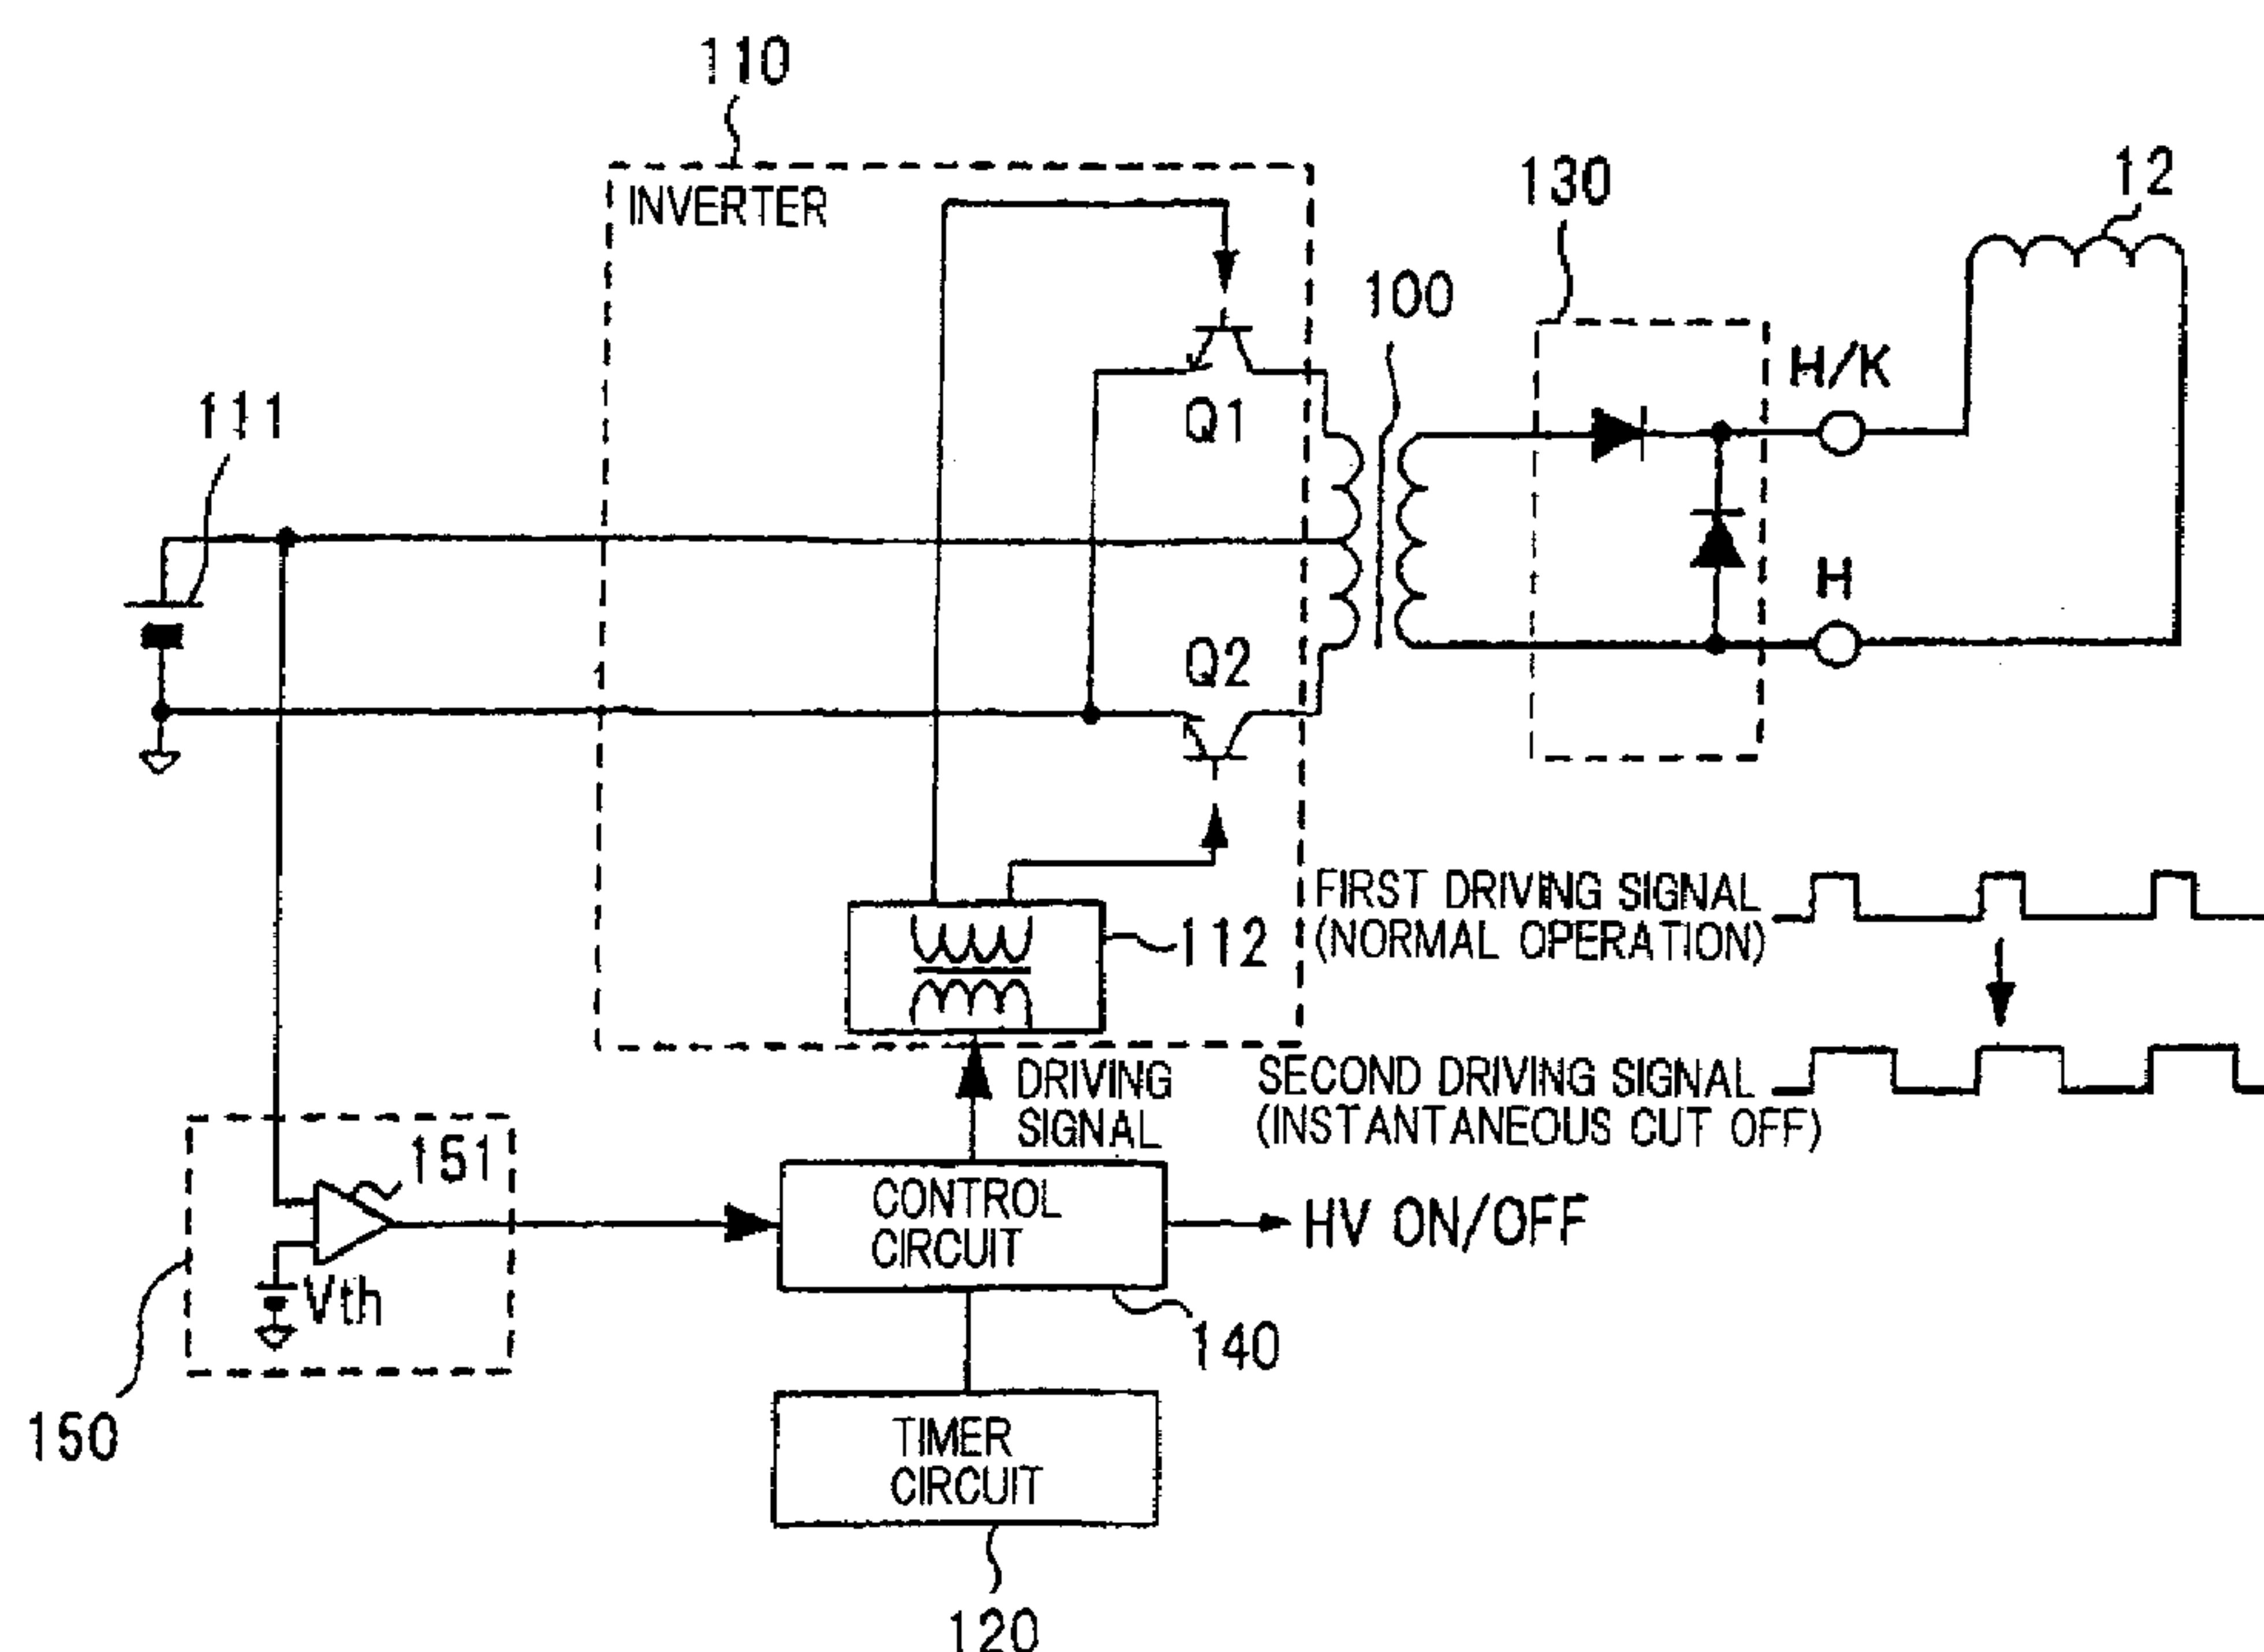 110
INVERTER
130
12
100
H/K
111
Q1
H
Q2
112
FIRST DRIVING SIGNAL
(NORMAL OPERATION)
DRIVING
SIGNAL
SECOND DRIVING SIGNAL
(INSTANTANEOUS CUT OFF)
151
CONTROL
CIRCUIT
HV ON/OFF
Vth
140
150
TIMER
CIRCUIT
120